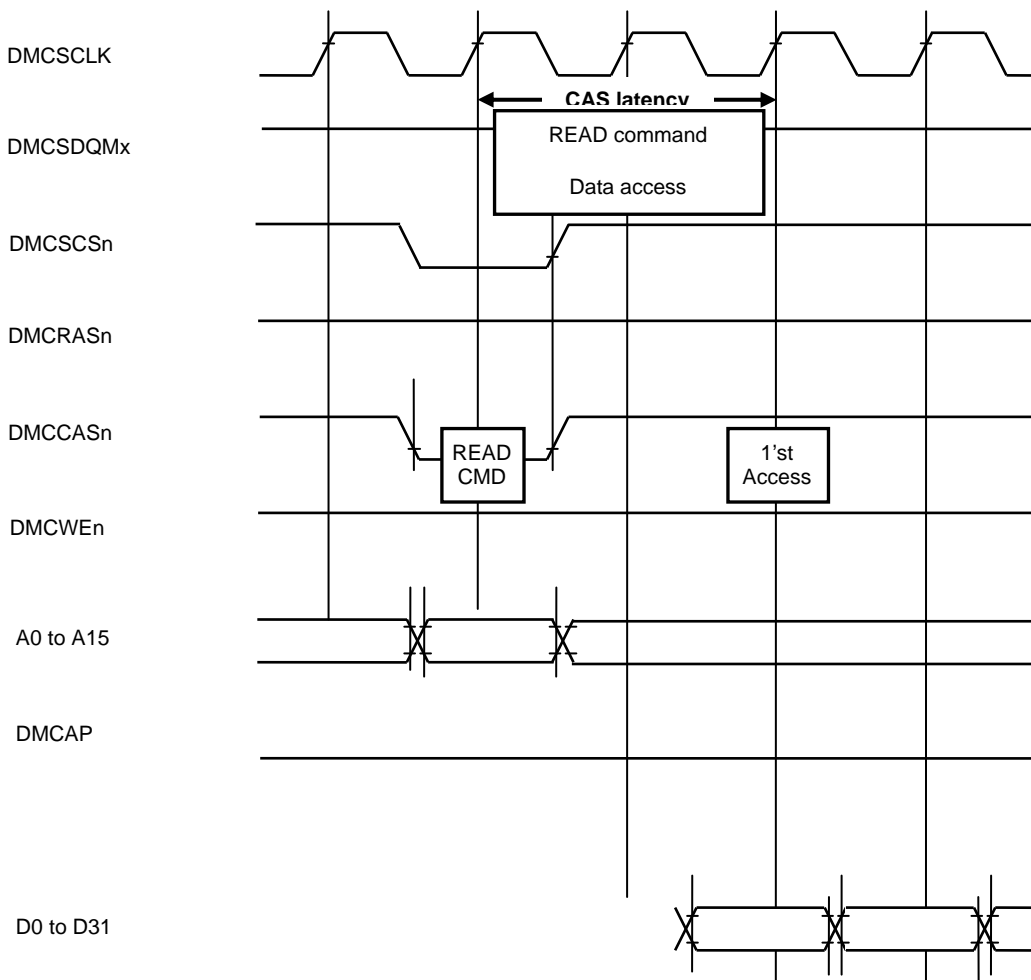 DMCSCLK
CAS latency
DMCSDQMx
READ command
Data access
DMCSCSn
DMCRASn
DMCCASn
READ
CMD
1'st
Access
DMCWEn
A0 to A15
DMCAP
D0 to D31